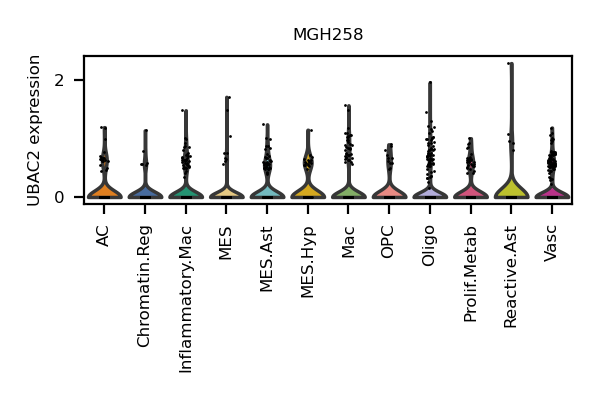 MGH258
UBAC2 expression
2
0
AC
Chromatin.Reg
Inflammatory.Mac
MES
MES.Ast
MES.Hyp
Mac
OPC
Oligo
Prolif.Metab
Reactive.Ast
Vasc